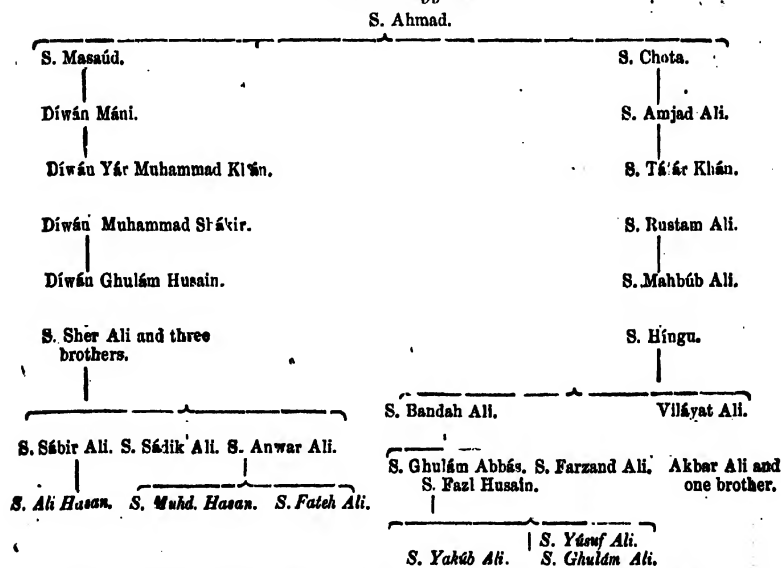 S. Ahmad.
S. Masaúd. S. Chota.
Díwán Máni. S. Amjad Ali.
Díwán Yár Muhammad Khán. S. Tátár Khán.
Díwán Muhammad Shákir. S. Rustam Ali.
Díwán Ghulám Husain. S. Mahbúb Ali.
S. Sher Ali and three S. Híngu.
brothers.
S. Bandah Ali. Viláyat Ali.
S. Sábir Ali. S. Sádik Ali. S. Anwar Ali.
S. Ghulám Abbás. S. Farzand Ali. Akbar Ali and
S. Fazl Husain. one brother.
S. Ali Hasan. S. Muhd. Hasan. S. Fateh Ali.
S. Yúsuf Ali.
S. Yakúb Ali. S. Ghulám Ali.